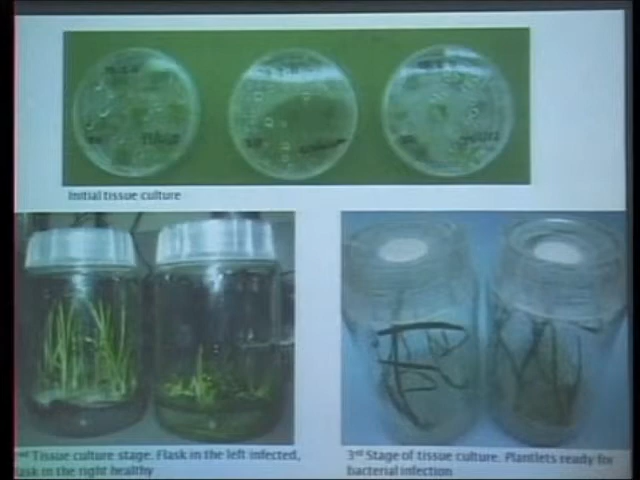 Initial tissue culture
Tissue culture stage. Flask in the left infected,
flask in the right healthy
3rd Stage of tissue culture. Plantlets ready for
bacterial infection